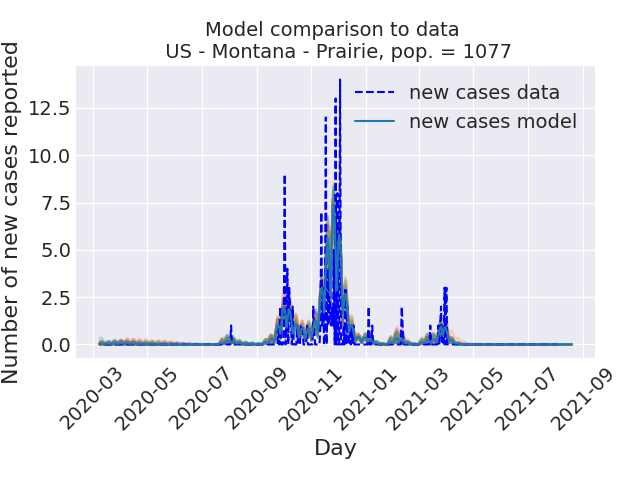 Model comparison to data
US - Montana - Prairie, pop. = 1077
Number of new cases reported
12.5
10.0
7.5
5.0
2.5
0.0
new cases data
new cases model
2020-03
2020-05
2020-07
2020-09
2020-11
2021-01
2021-03
2021-05
2021-07
2021-09
Day